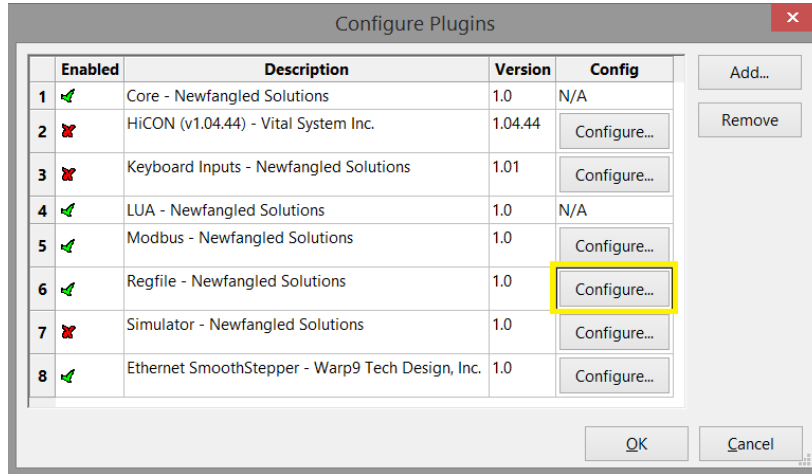 Configure Plugins
x
Enabled Description Version Config
1 Core - Newfangled Solutions 1.0 N/A
2 HiCON (v1.04.44) - Vital System Inc. 1.04.44 Configure...
3 Keyboard Inputs - Newfangled Solutions 1.01 Configure...
4 LUA - Newfangled Solutions 1.0 N/A
5 Modbus - Newfangled Solutions 1.0 Configure...
6 Regfile - Newfangled Solutions 1.0 Configure...
7 Simulator - Newfangled Solutions 1.0 Configure...
8 Ethernet SmoothStepper - Warp9 Tech Design, Inc. 1.0 Configure...
Add...
Remove
OK Cancel